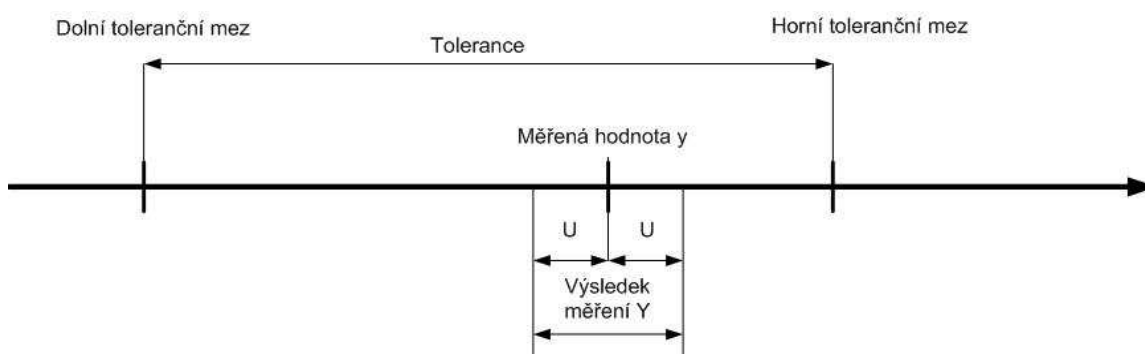 Dolní toleranční mez
Horní toleranční mez
Tolerance
Měřená hodnota y
U
U
Výsledek
měření Y